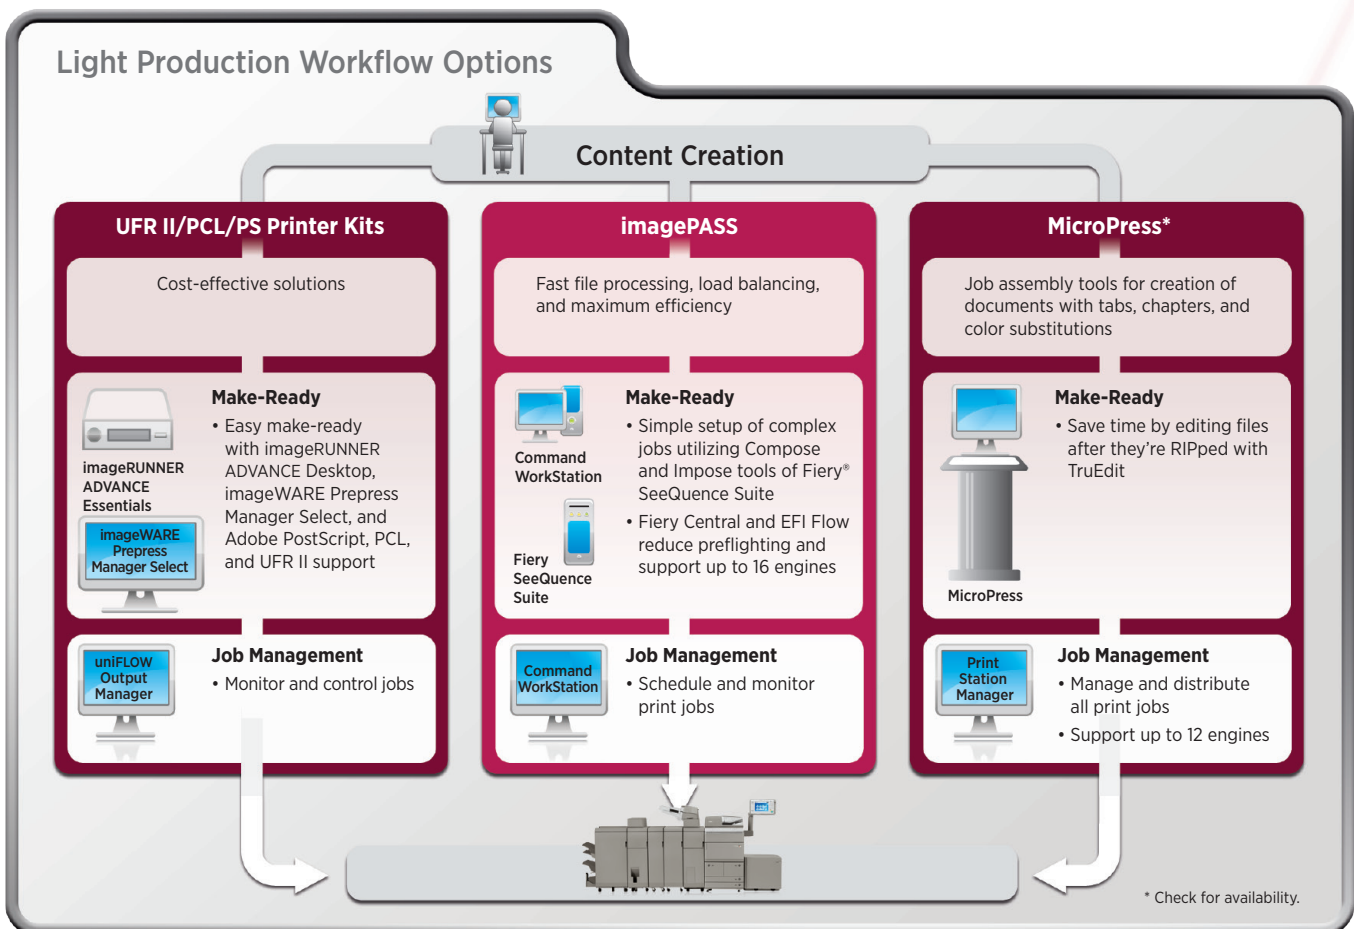 Light Production Workflow Options
Content Creation
UFR II/PCL/PS Printer Kits
Cost-effective solutions
imageRUNNER
ADVANCE
Essentials
imageWARE
Prepress
Manager Select
Make-Ready
• Easy make-ready
with imageRUNNER
ADVANCE Desktop,
imageWARE Prepress
Manager Select, and
Adobe PostScript, PCL,
and UFR II support
uniFLOW
Output
Manager
Job Management
• Monitor and control jobs
imagePASS
Fast file processing, load balancing,
and maximum efficiency
Command
WorkStation
Fiery
SeeQuence
Suite
Make-Ready
• Simple setup of complex
jobs utilizing Compose
and Impose tools of Fiery®
SeeQuence Suite
• Fiery Central and EFI Flow
reduce preflighting and
support up to 16 engines
Command
WorkStation
Job Management
• Schedule and monitor
print jobs
MicroPress*
Job assembly tools for creation of
documents with tabs, chapters, and
color substitutions
MicroPress
Make-Ready
• Save time by editing files
after they're RIPped with
TruEdit
Print
Station
Manager
Job Management
• Manage and distribute
all print jobs
• Support up to 12 engines
* Check for availability.